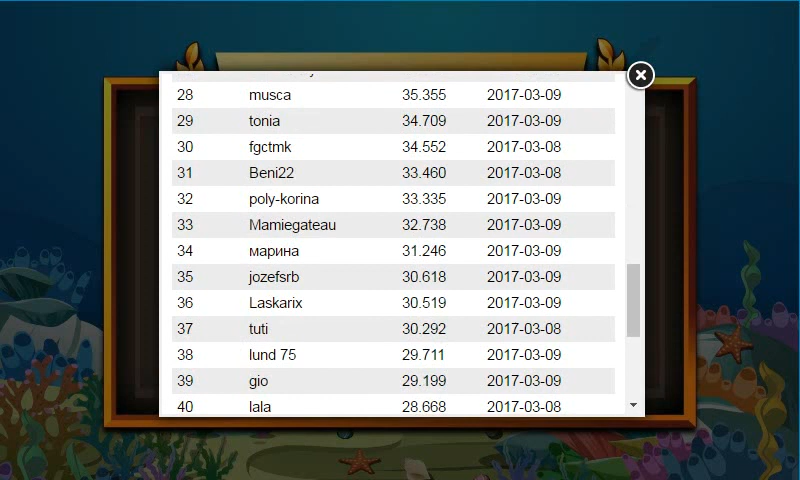 28 musca 35.355 2017-03-09
29 tonia 34.709 2017-03-09
30 fgctmk 34.552 2017-03-08
31 Beni22 33.460 2017-03-08
32 poly-korina 33.335 2017-03-09
33 Mamiegateau 32.738 2017-03-09
34 марина 31.246 2017-03-09
35 jozefsrb 30.618 2017-03-09
36 Laskarix 30.519 2017-03-09
37 tuti 30.292 2017-03-08
38 lund 75 29.711 2017-03-09
39 gio 29.199 2017-03-09
40 lala 28.668 2017-03-08